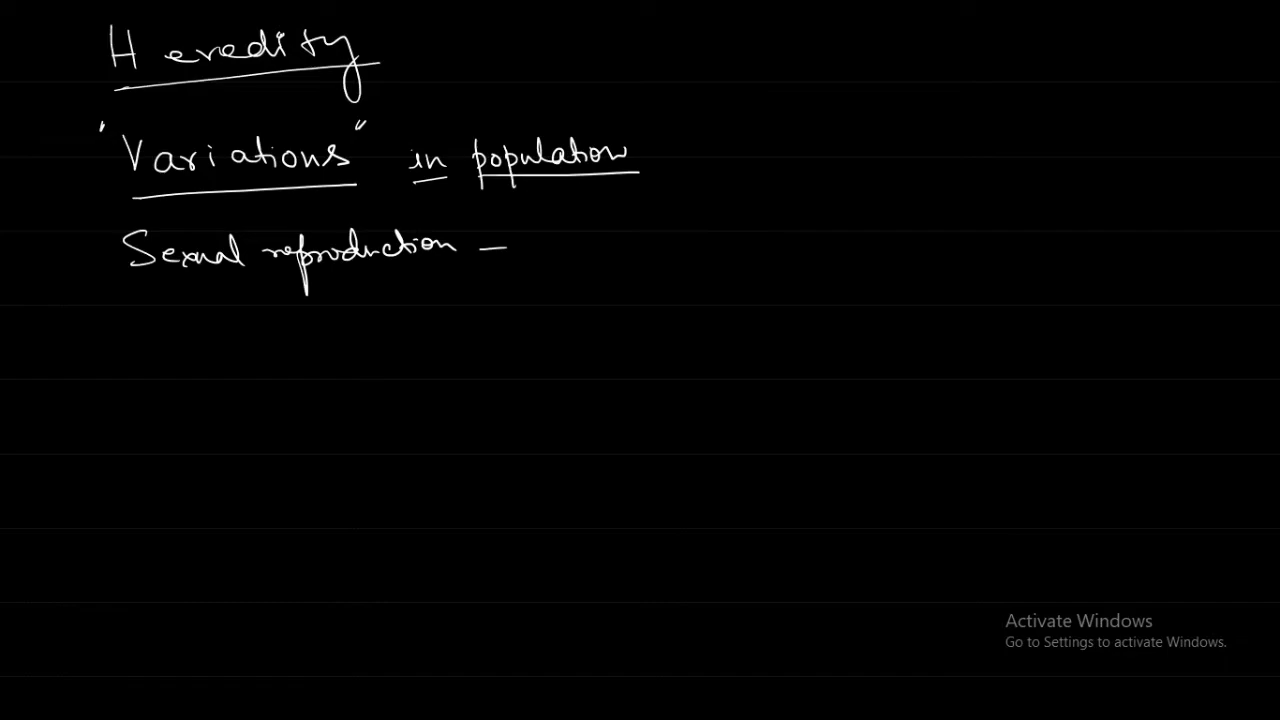 Heredity
"Variations" in population
Sexual reproduction -
Activate Windows
Go to Settings to activate Windows.